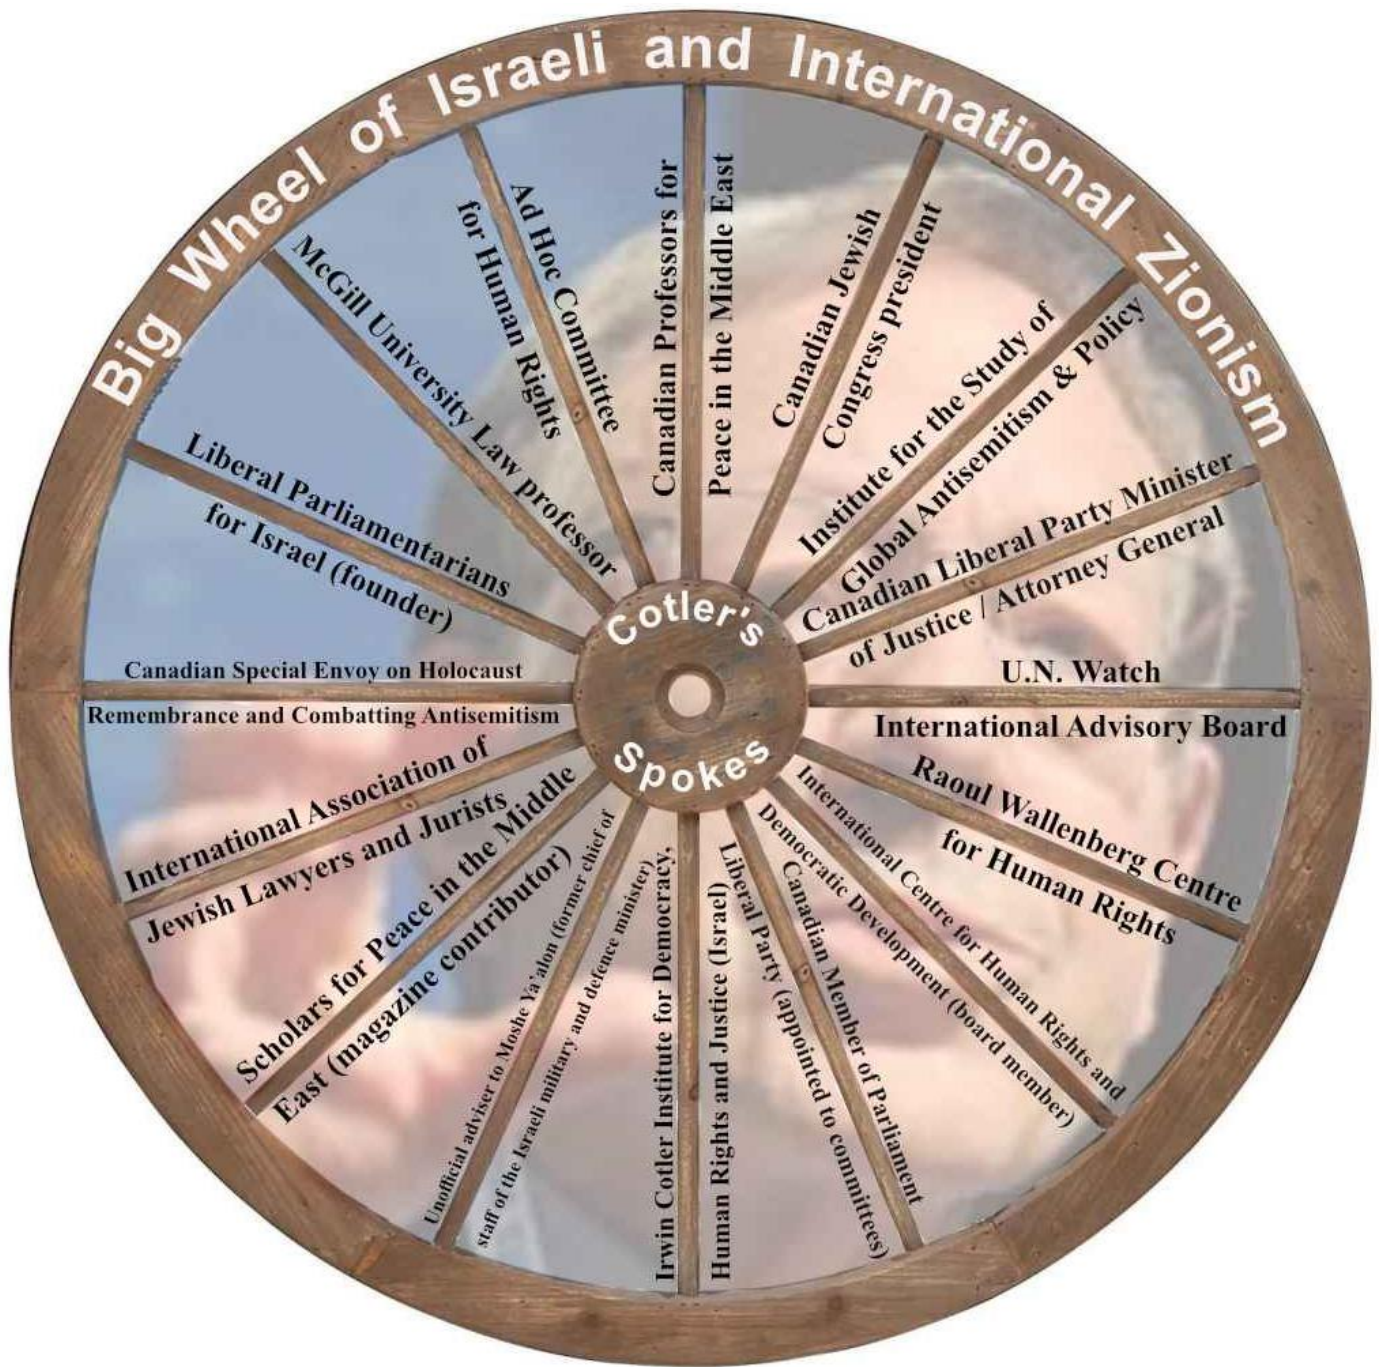 Big Wheel of Israeli and International Zionism
Cotler's
Spokes
Canadian Professors for
Peace in the Middle East
Canadian Jewish
Congress president
Institute for the Study of
Global Antisemitism & Policy
Canadian Liberal Party Minister
of Justice / Attorney General
U.N. Watch
International Advisory Board
Raoul Wallenberg Centre
for Human Rights
International Centre for Human Rights and
Democratic Development (board member)
Canadian Member of Parliament
Liberal Party (appointed to committees)
Irwin Cotler Institute for Democracy,
Human Rights and Justice (Israel)
Unofficial adviser to Moshe Ya'alon (former chief of
staff of the Israeli military and defence minister)
Scholars for Peace in the Middle
East (magazine contributor)
International Association of
Jewish Lawyers and Jurists
Canadian Special Envoy on Holocaust
Remembrance and Combatting Antisemitism
Liberal Parliamentarians
for Israel (founder)
McGill University Law professor
Ad Hoc Committee
for Human Rights